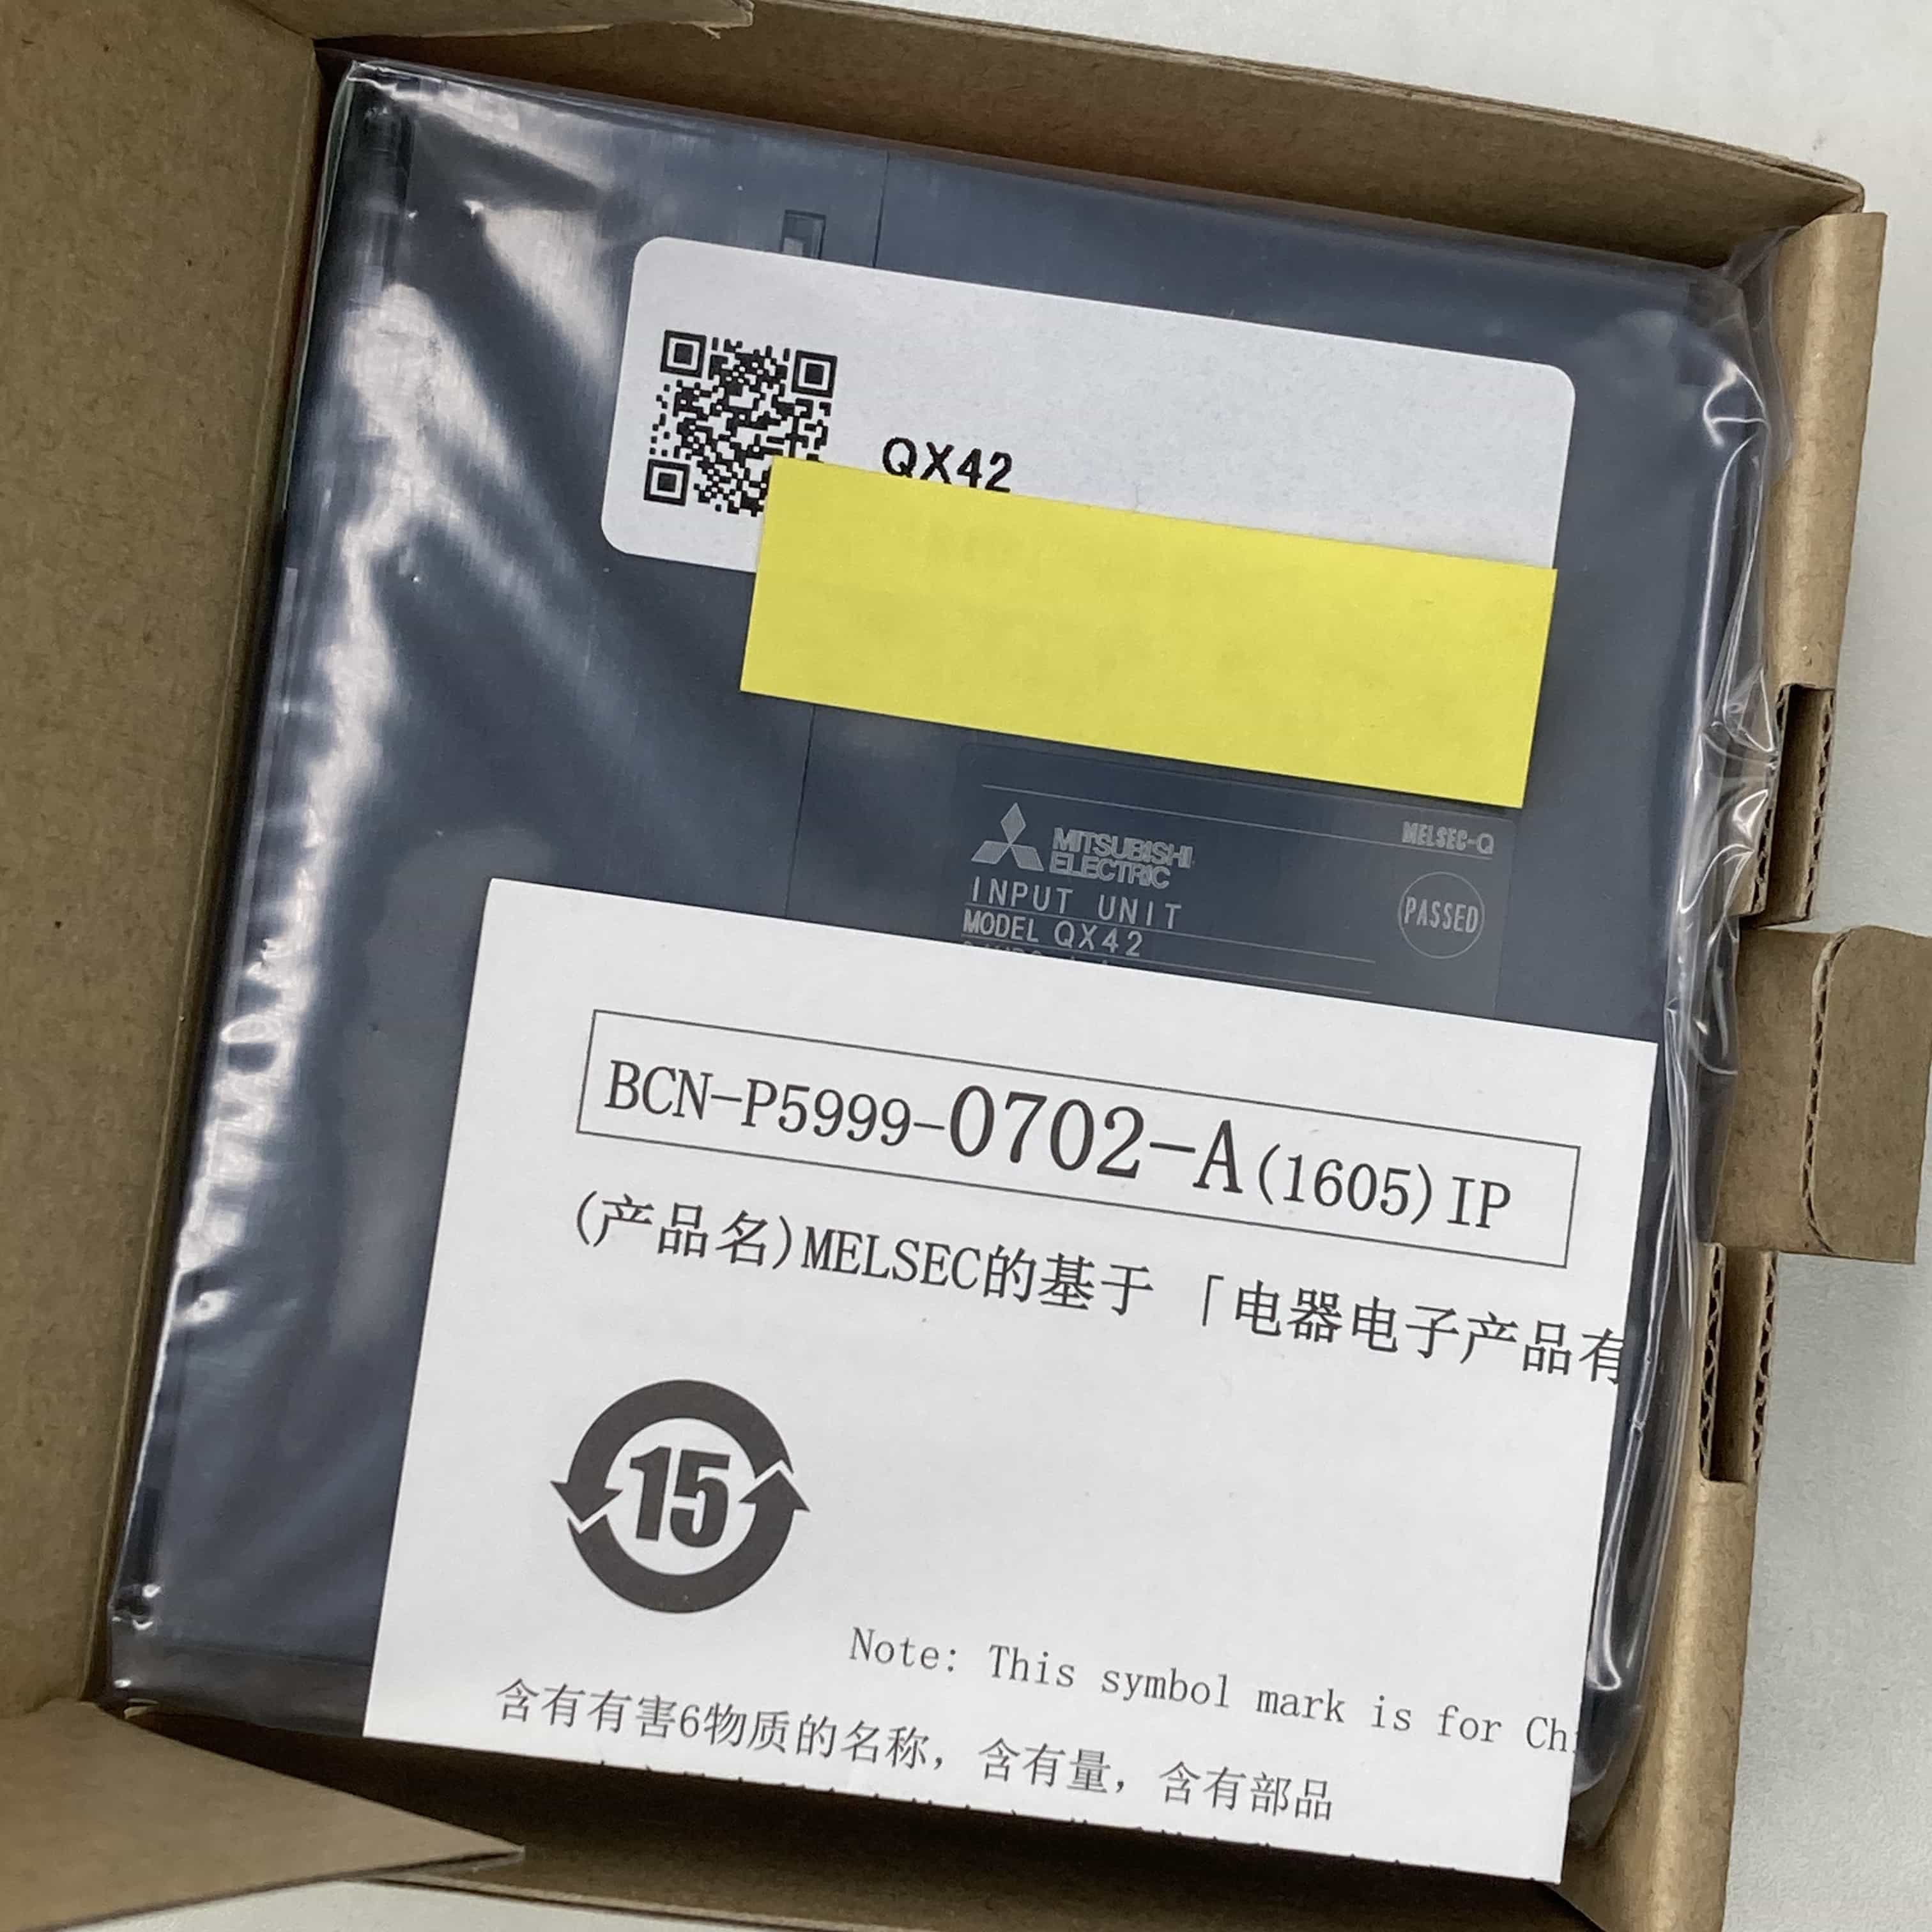 QX42
MITSUBISHI
ELECTRIC
MELSEC-Q
INPUT UNIT
MODEL QX42
PASSED
BCN-P5999-0702-A(1605)IP
(产品名)MELSEC的基于「电器电子产品有
15
Note: This symbol mark is for Ch
含有有害6物质的名称，含有量，含有部品